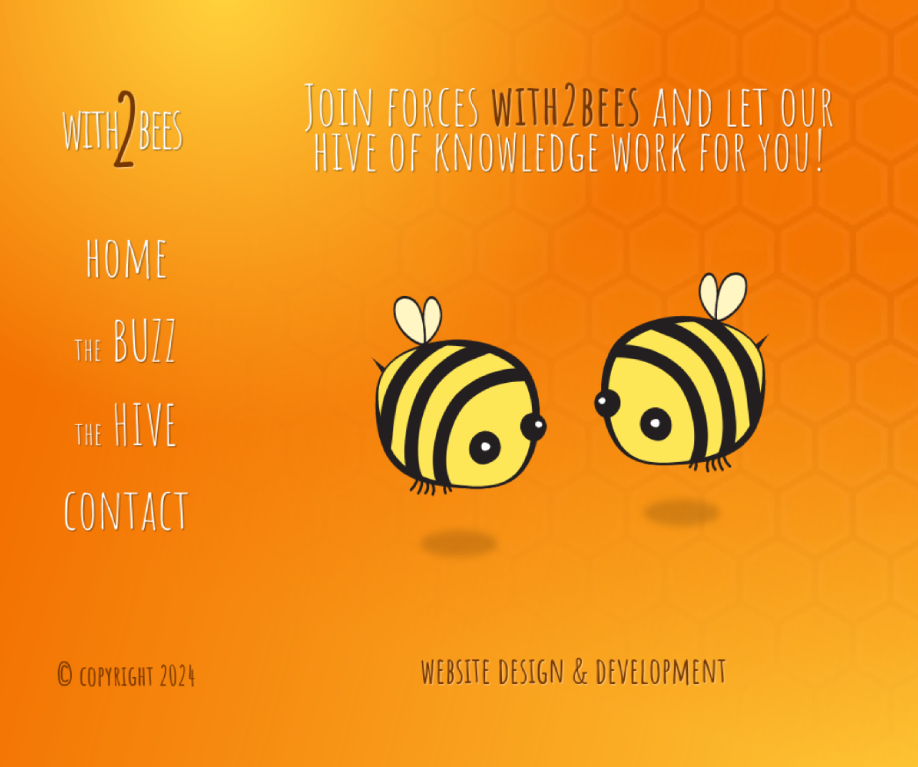 with2bees
Join forces with2bees and let our
hive of knowledge work for you!
home
the BUZZ
the HIVE
contact
© copyright 2024
website design & development